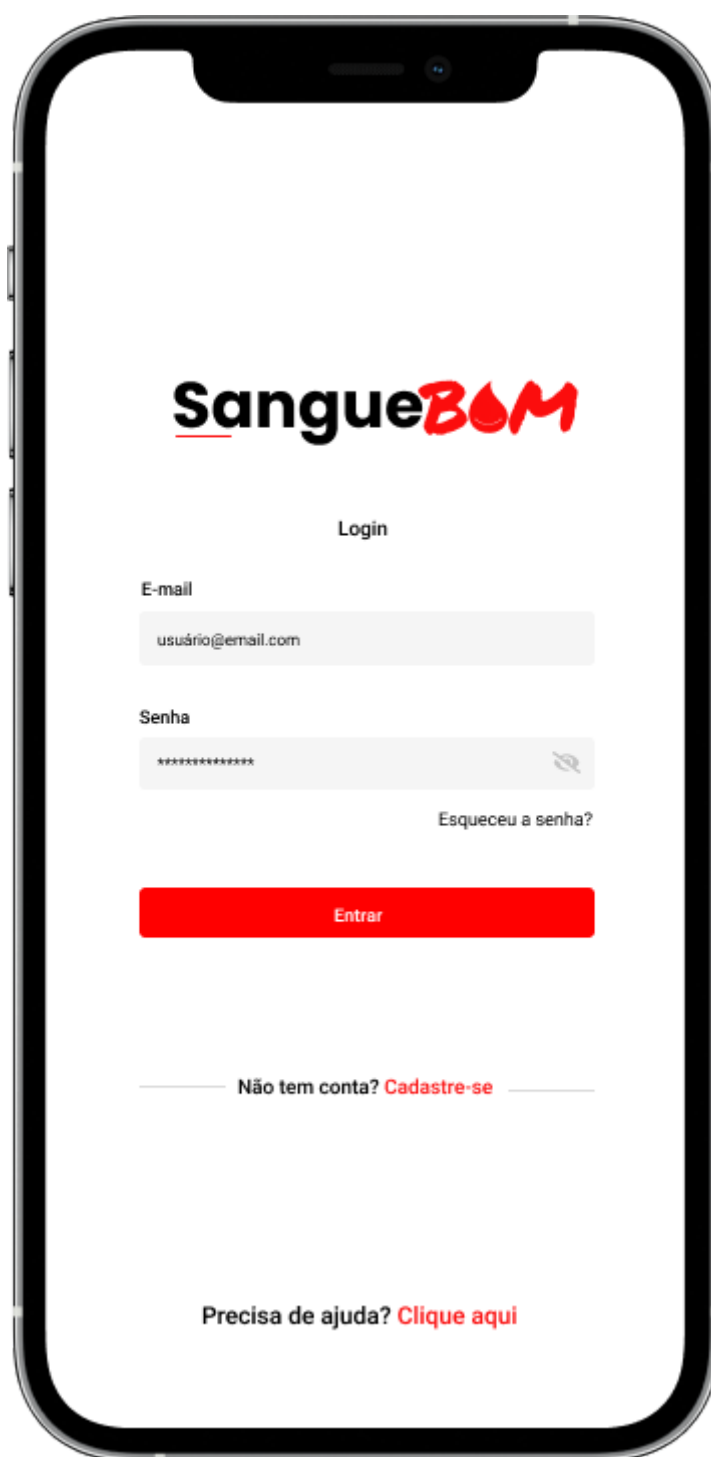 SangueBOM
Login
E-mail
usuário@email.com
Senha
**************
Esqueceu a senha?
Entrar
Não tem conta? Cadastre-se
Precisa de ajuda? Clique aqui